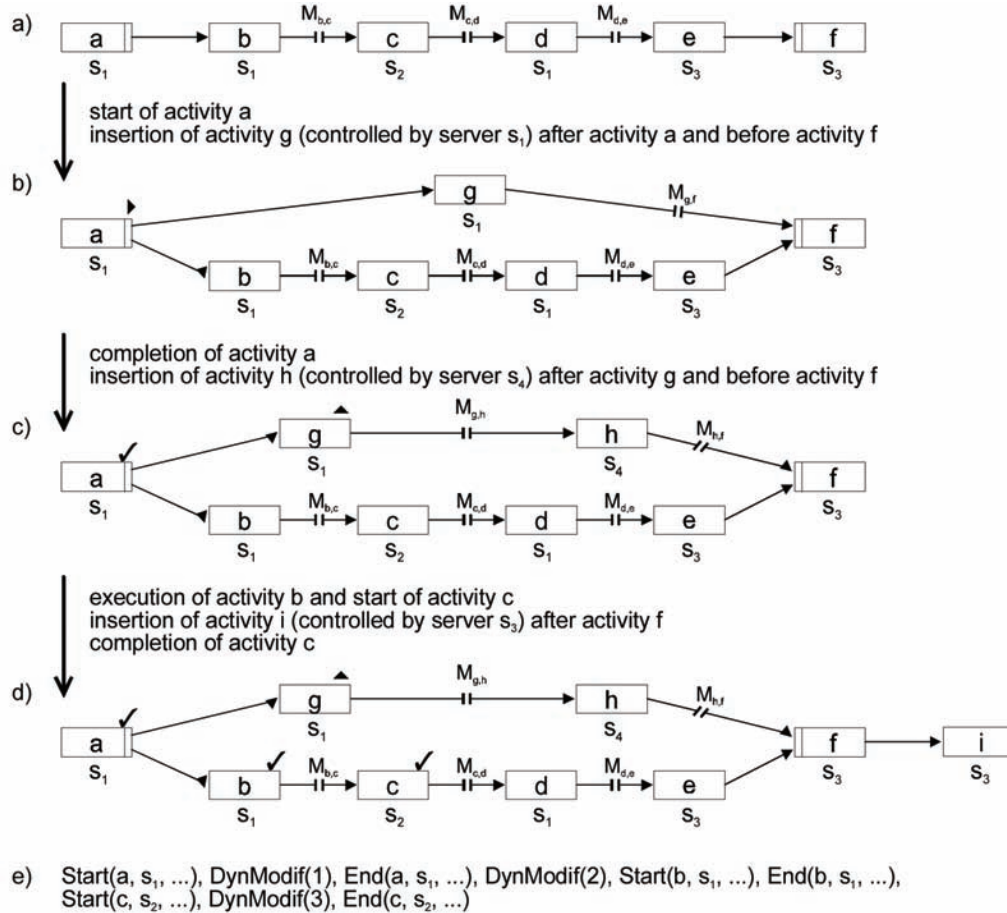 a) a b c d e f
M_b,c M_c,d M_d,e
s₁ s₁ s₂ s₁ s₃ s₃
start of activity a
insertion of activity g (controlled by server s₁) after activity a and before activity f
b) g
s₁ M_g,f
a f
s₁ s₃
M_b,c M_c,d M_d,e
b c d e
s₁ s₂ s₁ s₃
completion of activity a
insertion of activity h (controlled by server s₄) after activity g and before activity f
c) g M_g,h h M_h,f
s₁ s₄
a f
s₁ s₃
M_b,c M_c,d M_d,e
b c d e
s₁ s₂ s₁ s₃
execution of activity b and start of activity c
insertion of activity i (controlled by server s₃) after activity f
completion of activity c
d) g M_g,h h M_h,f
s₁ s₄
a f i
s₁ s₃ s₃
M_b,c M_c,d M_d,e
b c d e
s₁ s₂ s₁ s₃
e) Start(a, s₁, ...), DynModif(1), End(a, s₁, ...), DynModif(2), Start(b, s₁, ...), End(b, s₁, ...),
Start(c, s₂, ...), DynModif(3), End(c, s₂, ...)